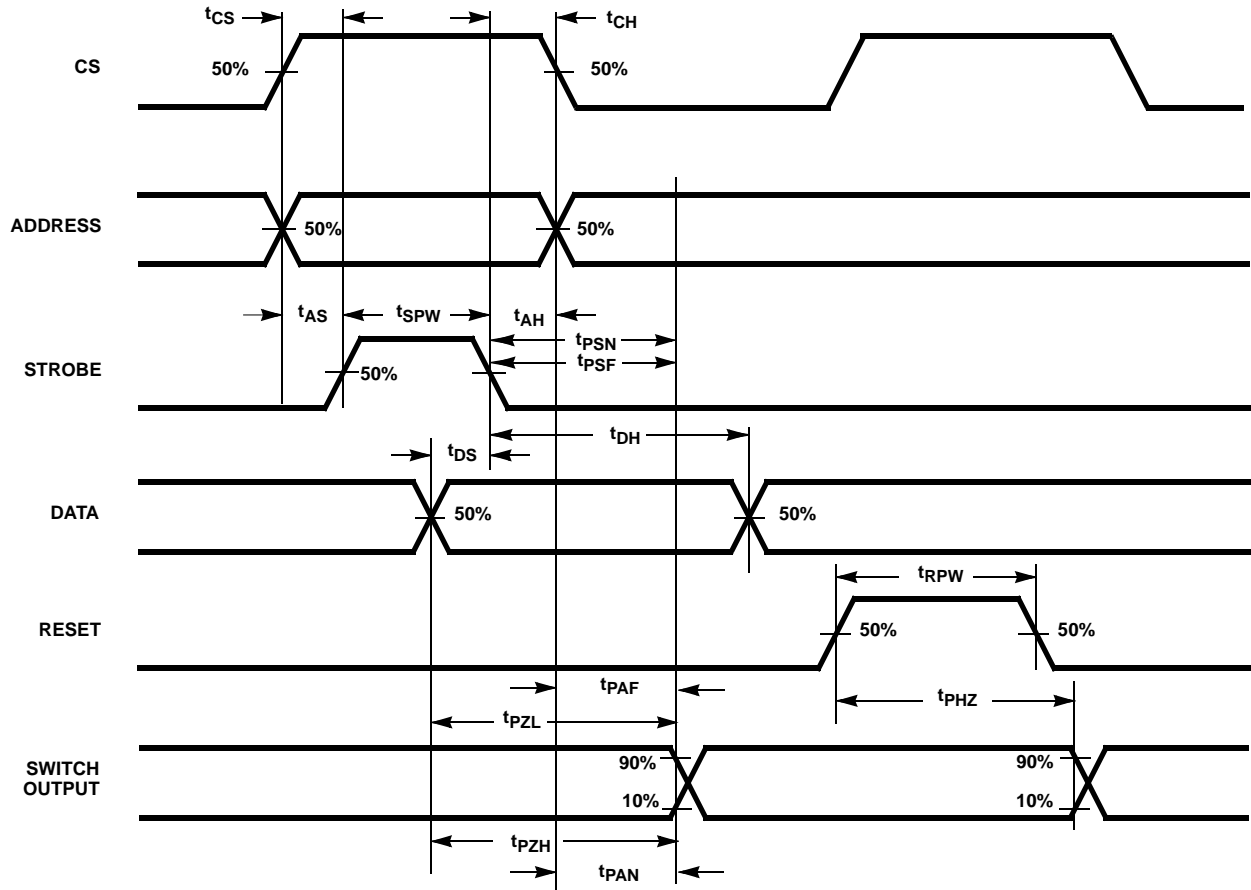 tCS
tCH
CS
50%
50%
ADDRESS
50%
50%
tAS
tSPW
tAH
tPSN
tPSF
STROBE
50%
tDH
tDS
DATA
50%
50%
tRPW
RESET
50%
50%
tPAF
tPHZ
tPZL
SWITCH
OUTPUT
90%
90%
10%
10%
tPZH
tPAN